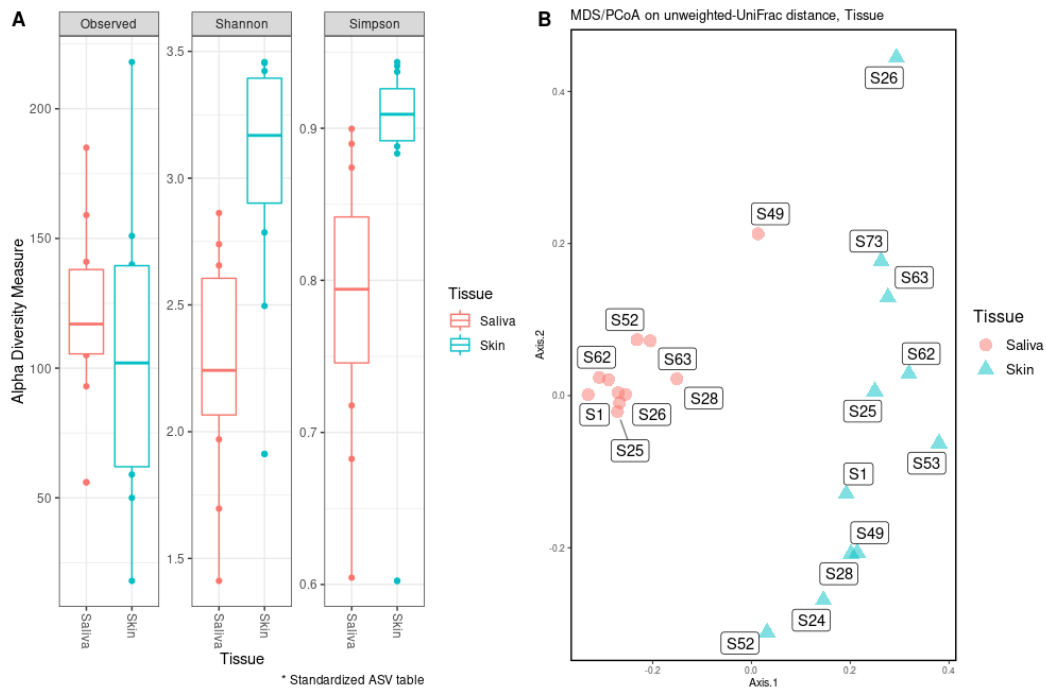 A
Observed
Shannon
Simpson
Alpha Diversity Measure
200
150
100
50
3.5
3.0
2.5
2.0
1.5
0.9
0.8
0.7
0.6
Saliva
Skin
Saliva
Skin
Saliva
Skin
Tissue
* Standardized ASV table
Tissue
Saliva
Skin
B
MDS/PCoA on unweighted-UniFrac distance, Tissue
Axis.2
0.4
0.2
0.0
-0.2
S26
S49
S73
S63
S52
S62
S63
S62
S28
S1
S26
S25
S25
S53
S1
S49
S28
S24
S52
-0.2
0.0
0.2
0.4
Axis.1
Tissue
Saliva
Skin